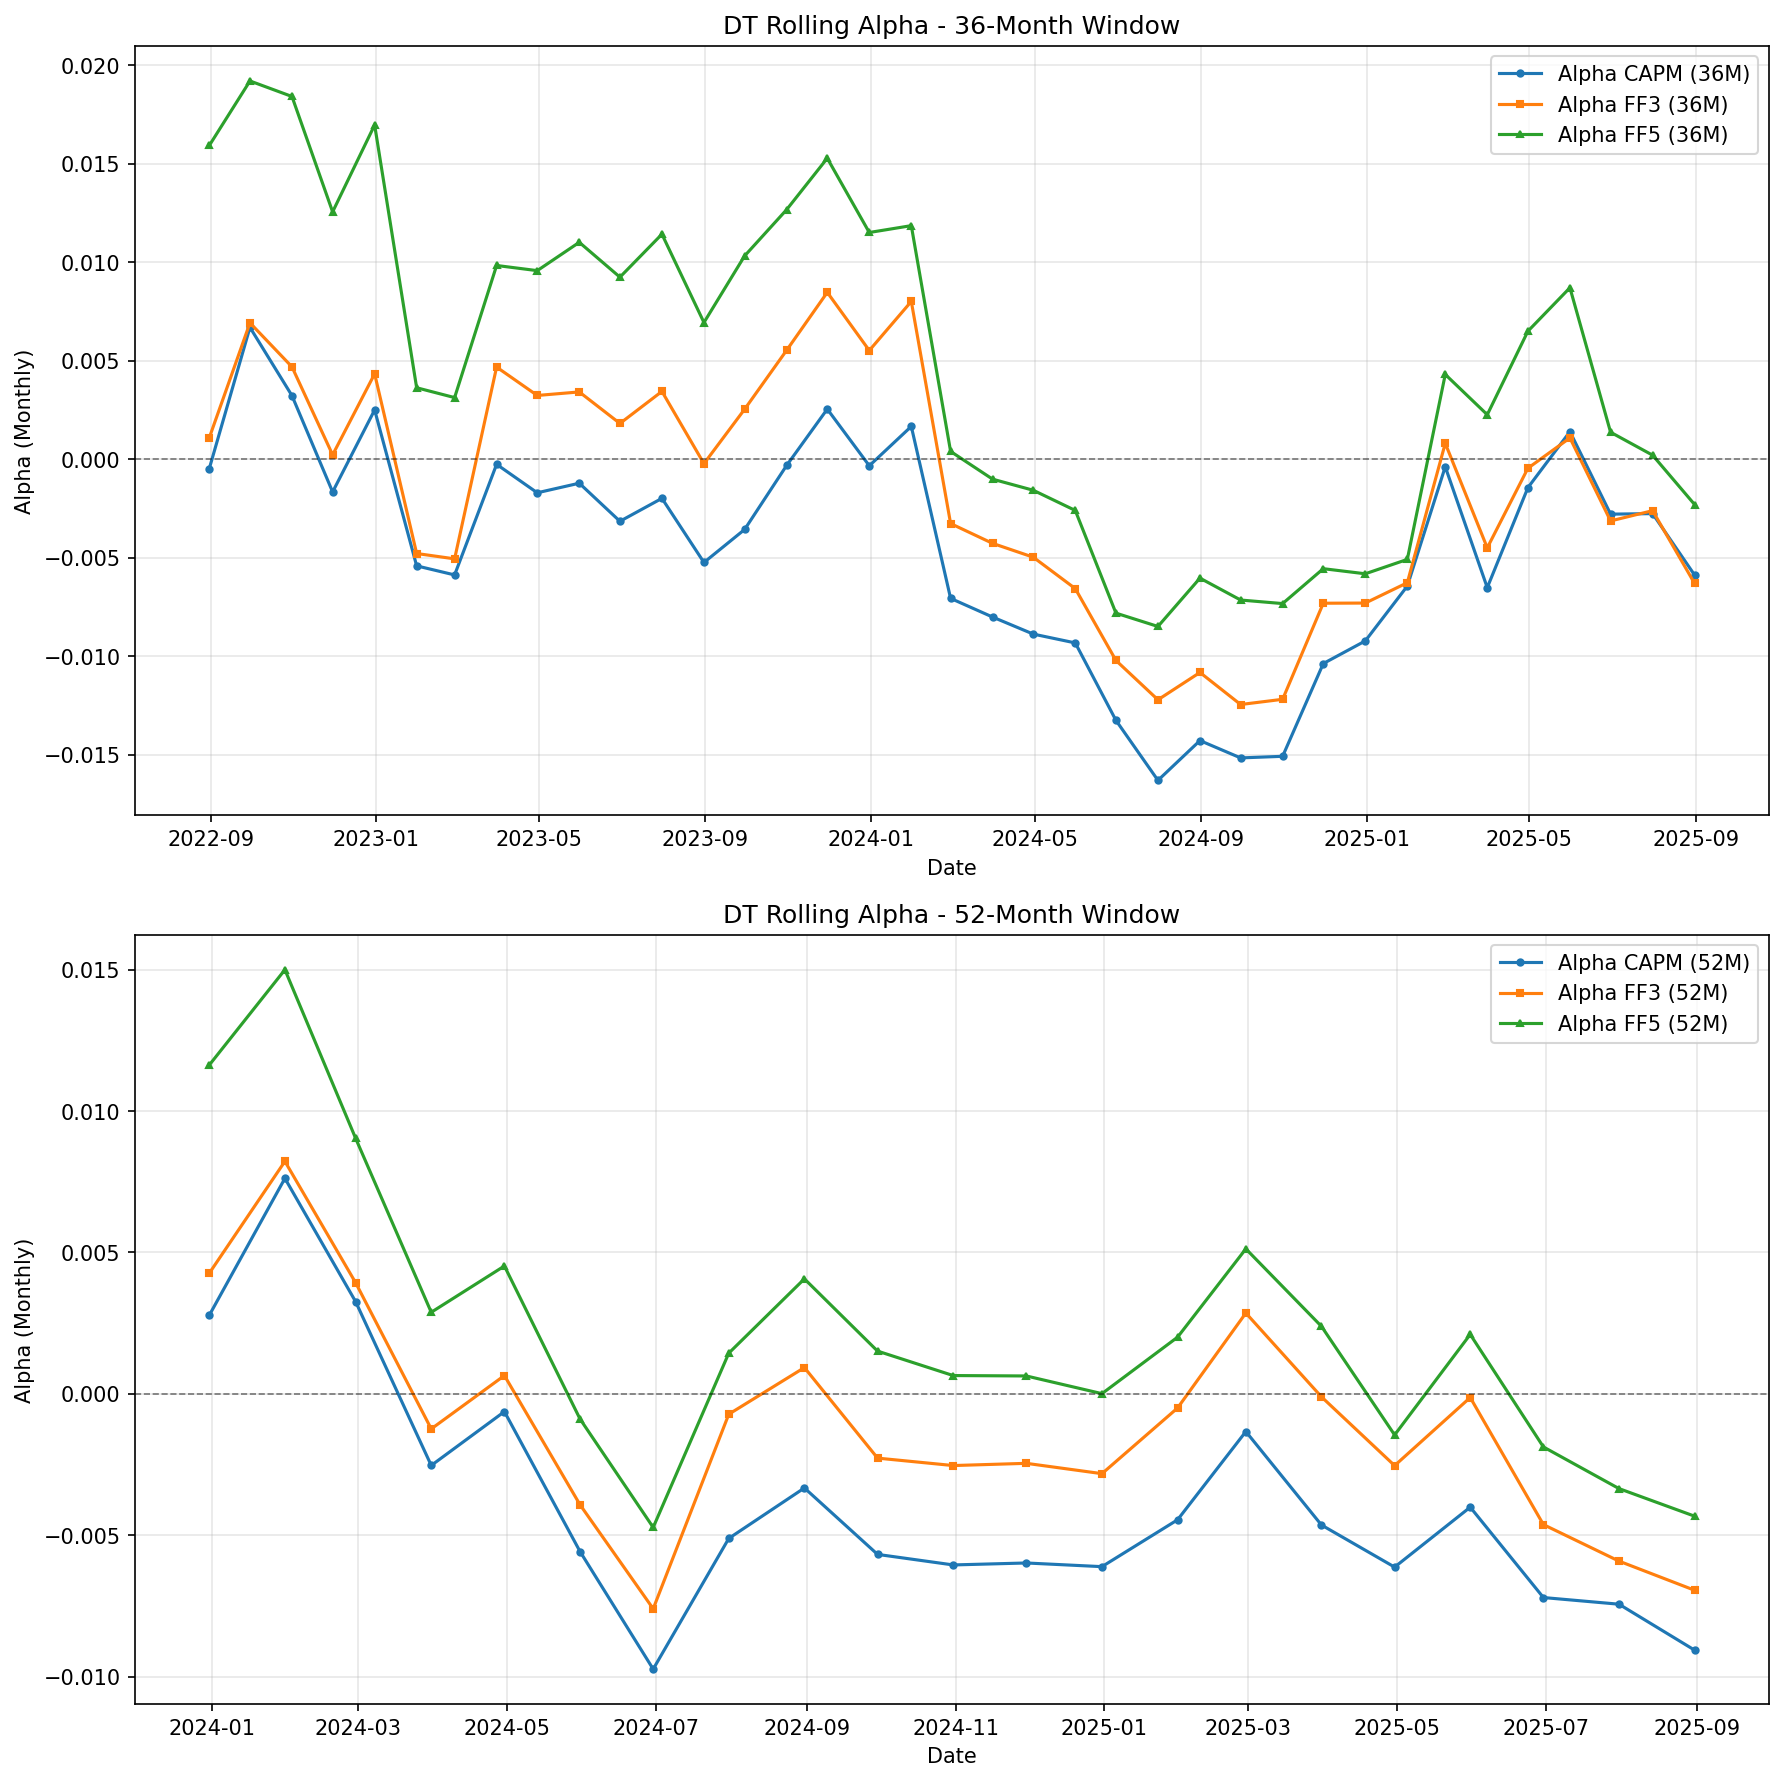 DT Rolling Alpha - 36-Month Window
Alpha CAPM (36M)
Alpha FF3 (36M)
Alpha FF5 (36M)
Alpha (Monthly)
0.020
0.015
0.010
0.005
0.000
−0.005
−0.010
−0.015
2022-09 2023-01 2023-05 2023-09 2024-01 2024-05 2024-09 2025-01 2025-05 2025-09
Date
DT Rolling Alpha - 52-Month Window
Alpha CAPM (52M)
Alpha FF3 (52M)
Alpha FF5 (52M)
Alpha (Monthly)
0.015
0.010
0.005
0.000
−0.005
−0.010
2024-01 2024-03 2024-05 2024-07 2024-09 2024-11 2025-01 2025-03 2025-05 2025-07 2025-09
Date